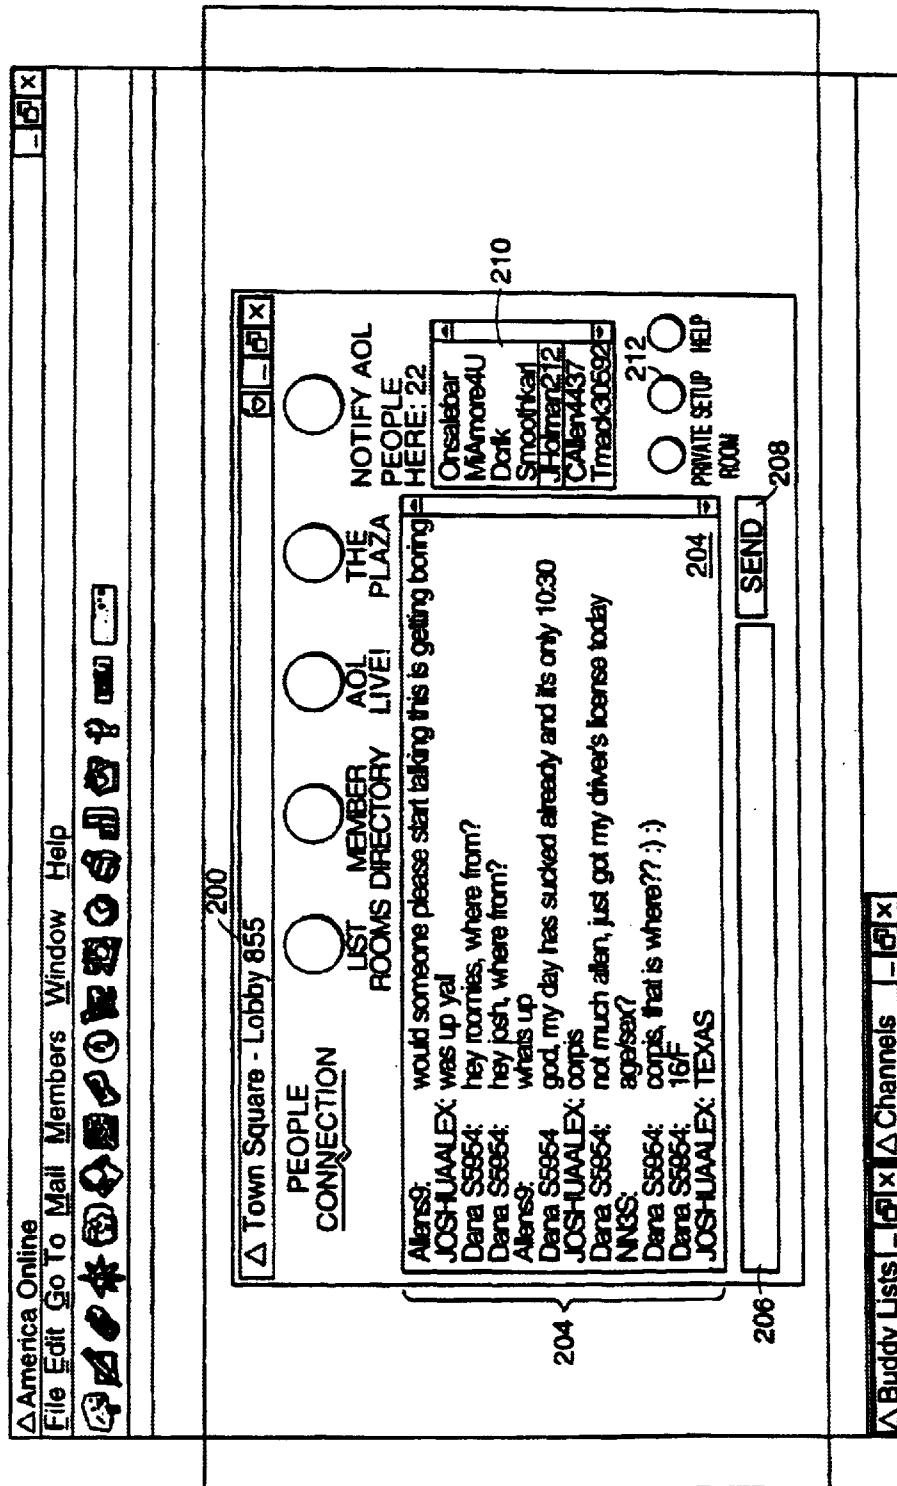 America Online
File Edit Go To Mail Members Window Help
200
Town Square - Lobby 855
PEOPLE
CONNECTION
LIST
ROOMS
MEMBER
DIRECTORY
AOL
LIVE!
THE
PLAZA
NOTIFY AOL
PEOPLE
HERE: 22
Allens9: would someone please start talking this is getting boring
JOSHUAALEX: was up yal
Dana S5954: hey roomies, where from?
Dana S5954: hey josh, where from?
Allens9: whats up
Dana S5954 god, my day has sucked already and it's only 10:30
JOSHUAALEX: corpis
Dana S5954: not much allen, just got my driver's license today
NN3S: age/sex?
Dana S5954: corpis, that is where?? :) :)
Dana S5954: 16/F
JOSHUAALEX: TEXAS
204
204
Onsalebar
MiAmore4U
Dcrlk
Smoothkarl
JHolman212
CAllen4437
Tmack30692
210
212
PRIVATE
ROOM
SETUP
HELP
206
SEND
208
Buddy Lists
Channels